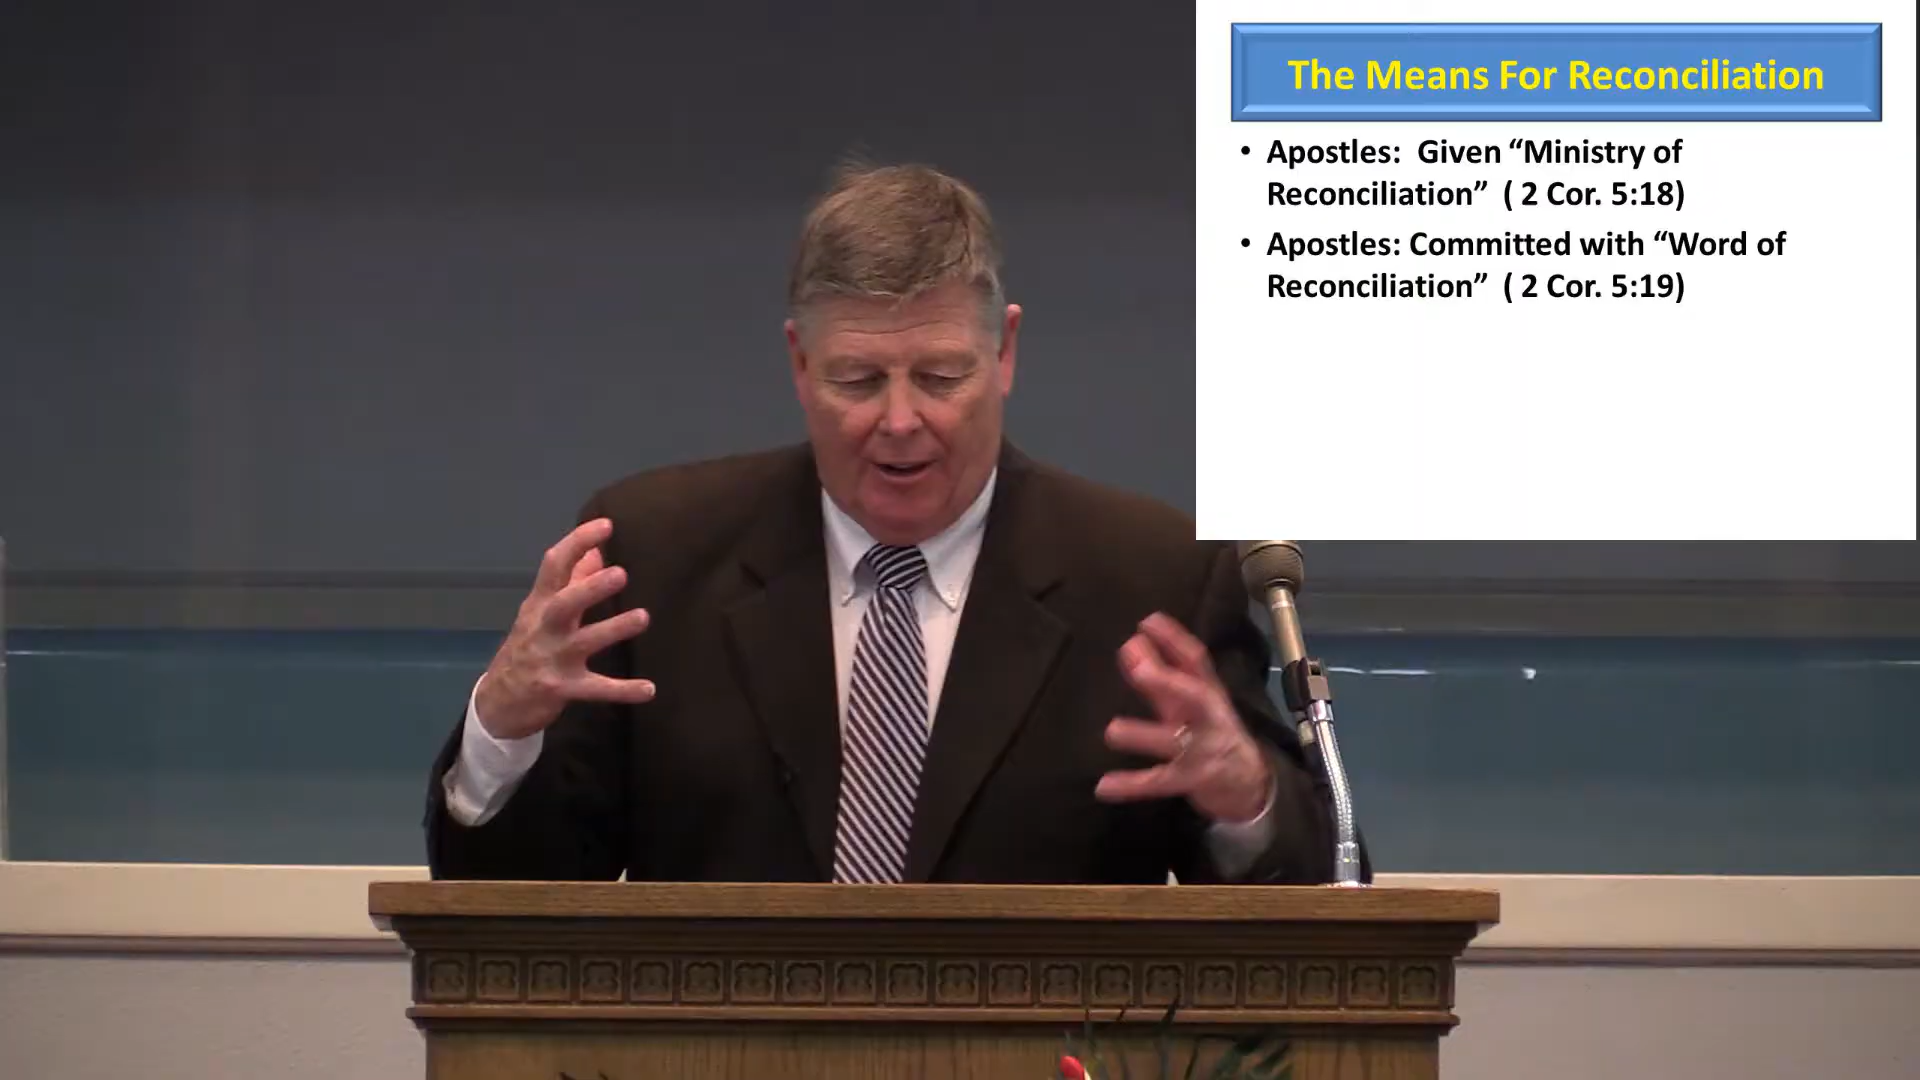 The Means For Reconciliation
• Apostles:  Given “Ministry of
Reconciliation”  ( 2 Cor. 5:18)
• Apostles: Committed with “Word of
Reconciliation”  ( 2 Cor. 5:19)